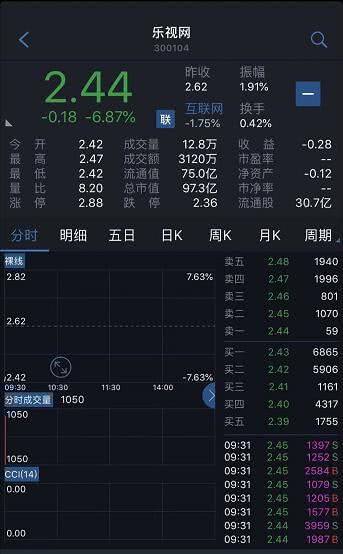 乐视网
300104
2.44
-0.18 -6.87%
昨收 振幅
2.62 1.91%
联 互联网 换手
-1.75% 0.42%
今开 2.42 成交量 12.8万 收益 -0.28
最高 2.47 成交额 3120万 市盈率 --
最低 2.42 流通值 75.0亿 净资产 -0.12
量比 8.20 总市值 97.3亿 市净率 --
涨停 2.88 跌停 2.36 流通股 30.7亿
分时 明细 五日 日K 周K 月K 周期
裸线
2.82 7.63%
2.62
2.42 -7.63%
09:30 10:30 11:30 14:00
分时成交量 1050
1050
1050
CCI(14)
0.00
0.00
卖五 2.48 1940
卖四 2.47 1996
卖三 2.46 801
卖二 2.45 1070
卖一 2.44 59
买一 2.43 6865
买二 2.42 5906
买三 2.41 1161
买四 2.40 4317
买五 2.39 1755
09:31 2.45 1397 S
09:31 2.45 1252 S
09:31 2.45 2584 B
09:31 2.45 1079 S
09:31 2.45 1205 B
09:31 2.45 1577 B
09:31 2.44 3959 S
09:31 2.44 1987 B